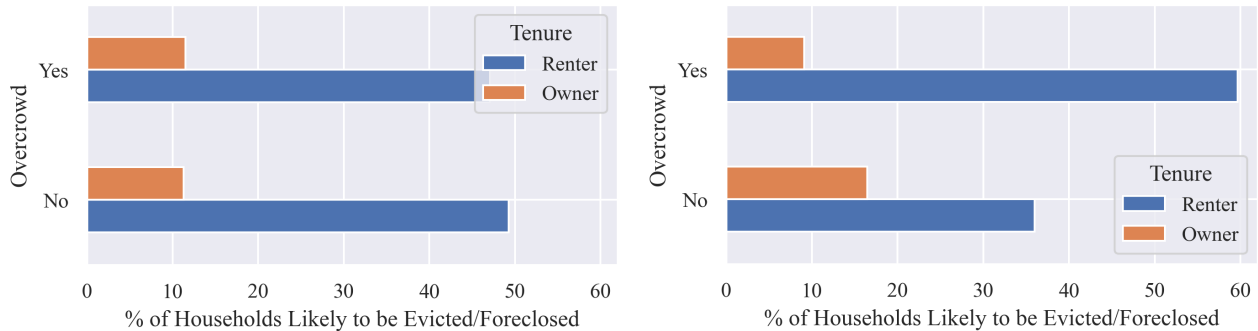 Overcrowd
Yes
No
Tenure
Renter
Owner
0 10 20 30 40 50 60
% of Households Likely to be Evicted/Foreclosed
Overcrowd
Yes
No
Tenure
Renter
Owner
0 10 20 30 40 50 60
% of Households Likely to be Evicted/Foreclosed